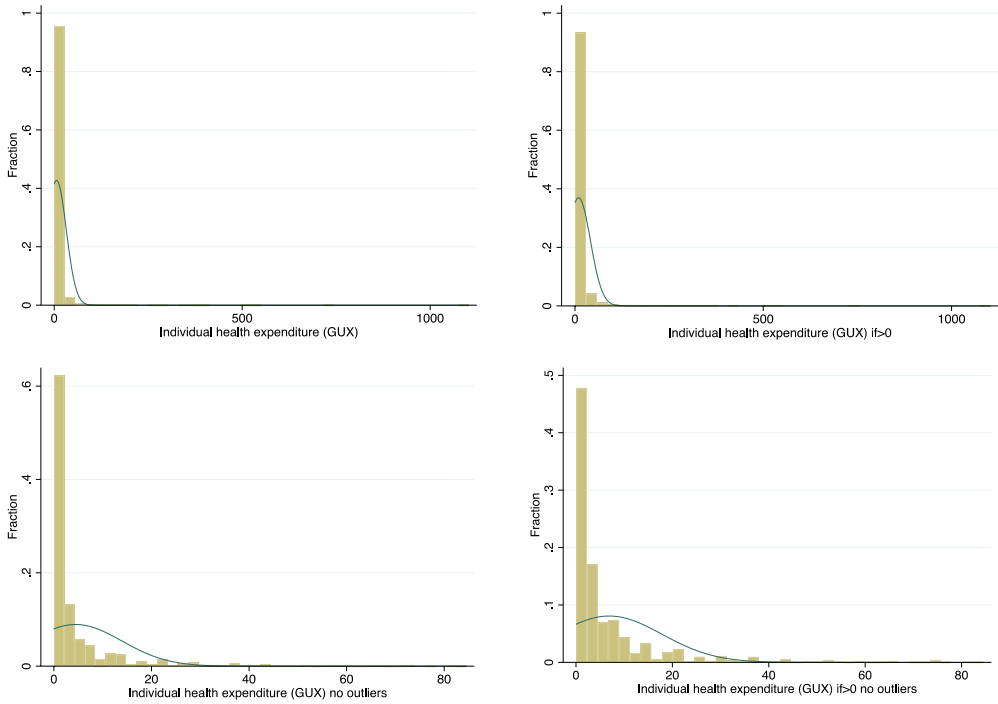 1
.8
.6
.4
.2
0
Fraction
0 500 1000
Individual health expenditure (GUX)
1
.8
.6
.4
.2
0
Fraction
0 500 1000
Individual health expenditure (GUX) if>0
.6
.4
.2
0
Fraction
0 20 40 60 80
Individual health expenditure (GUX) no outliers
.5
.4
.3
.2
.1
0
Fraction
0 20 40 60 80
Individual health expenditure (GUX) if>0 no outliers